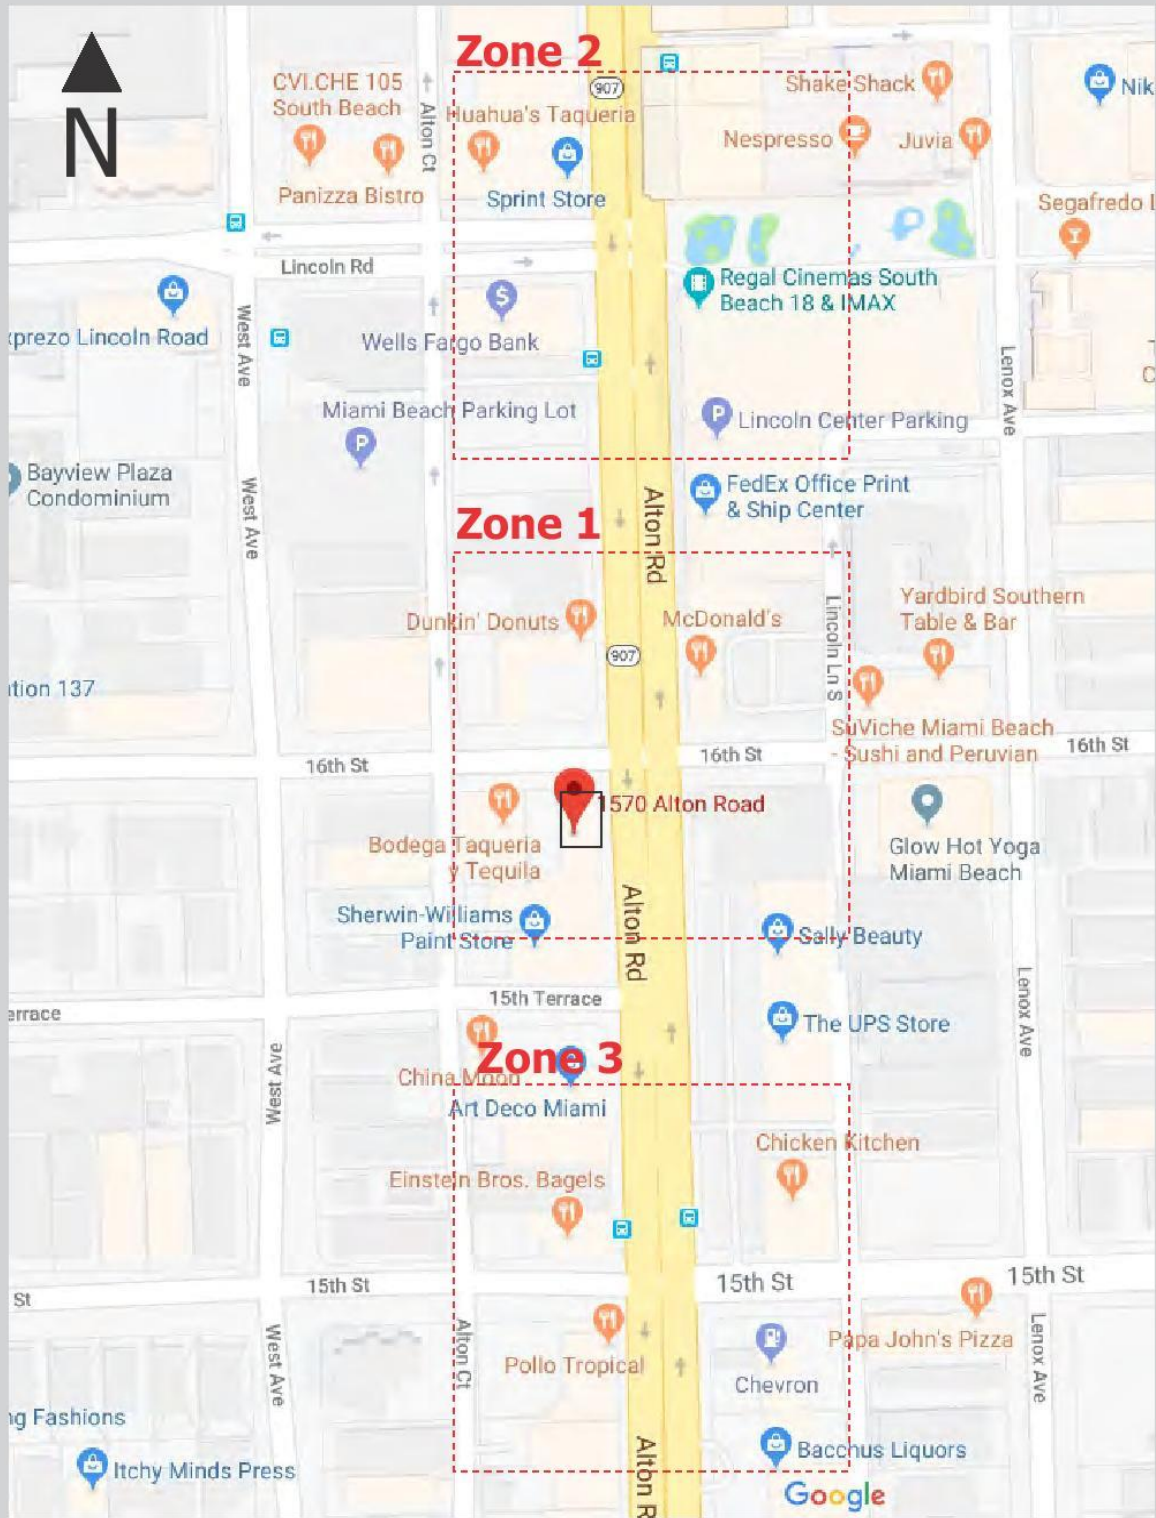 Zone 2
907
CVI.CHE 105
South Beach
Alton Ct
Huahua's Taqueria
Shake Shack
Nik
N
Nespresso
Juvia
Panizza Bistro
Sprint Store
Segafredo
Lincoln Rd
Regal Cinemas South
Beach 18 & IMAX
xprezo Lincoln Road
West Ave
Wells Fargo Bank
Lenox Ave
Miami Beach Parking Lot
Lincoln Center Parking
Bayview Plaza
Condominium
West Ave
FedEx Office Print
& Ship Center
Alton Rd
Zone 1
Dunkin' Donuts
McDonald's
Lincoln Ln S
Yardbird Southern
Table & Bar
907
ation 137
SuViche Miami Beach
- Sushi and Peruvian
16th St
16th St
16th St
1570 Alton Road
Bodega Taqueria
y Tequila
Glow Hot Yoga
Miami Beach
Sherwin-Williams
Paint Store
Alton Rd
Sally Beauty
15th Terrace
errace
Lenox Ave
The UPS Store
West Ave
Zone 3
China Moon
Art Deco Miami
Chicken Kitchen
Einstein Bros. Bagels
15th St
15th St
15th St
St
West Ave
Alton Ct
Pollo Tropical
Chevron
Papa John's Pizza
Lenox Ave
ng Fashions
Itchy Minds Press
Alton R
Bacchus Liquors
Google